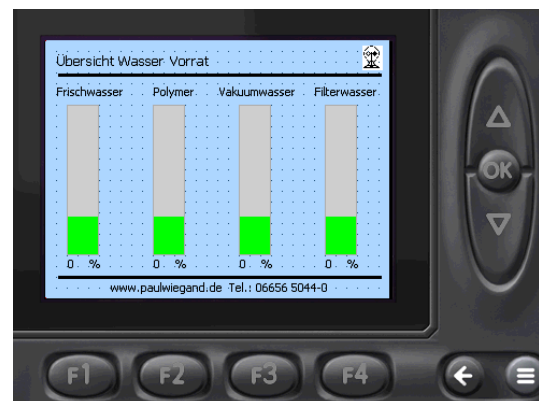 Übersicht Wasser Vorrat
Frischwasser Polymer Vakuumwasser Filterwasser
0 % 0 % 0 % 0 %
www.paulwiegand.de Tel.: 06656 5044-0
OK
F1 F2 F3 F4